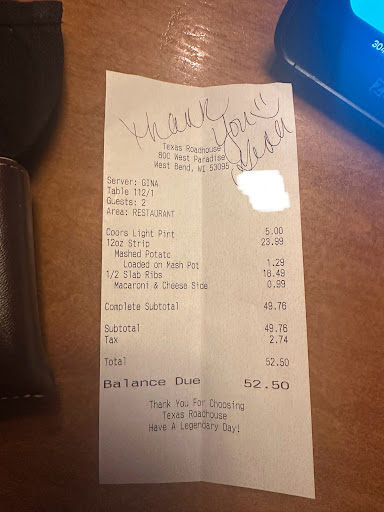 Thank
You!!
Texas Roadhouse
800 West Paradise
West Bend, WI 53095
Server: GINA
Table 112/1
Guests: 2
Area: RESTAURANT
Coors Light Pint 5.00
12oz Strip 23.99
Mashed Potato
Loaded on Mash Pot 1.29
1/2 Slab Ribs 18.49
Macaroni & Cheese Side 0.99
Complete Subtotal 49.76
Subtotal 49.76
Tax 2.74
Total 52.50
Balance Due 52.50
Thank You For Choosing
Texas Roadhouse
Have A Legendary Day!